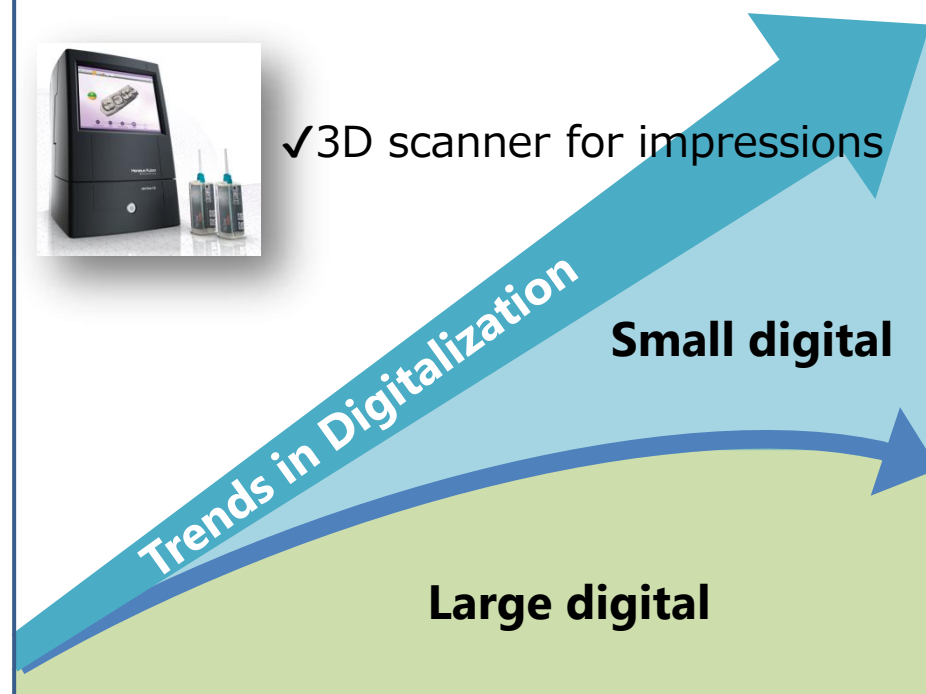 ✓3D scanner for impressions
Trends in Digitalization
Small digital
Large digital